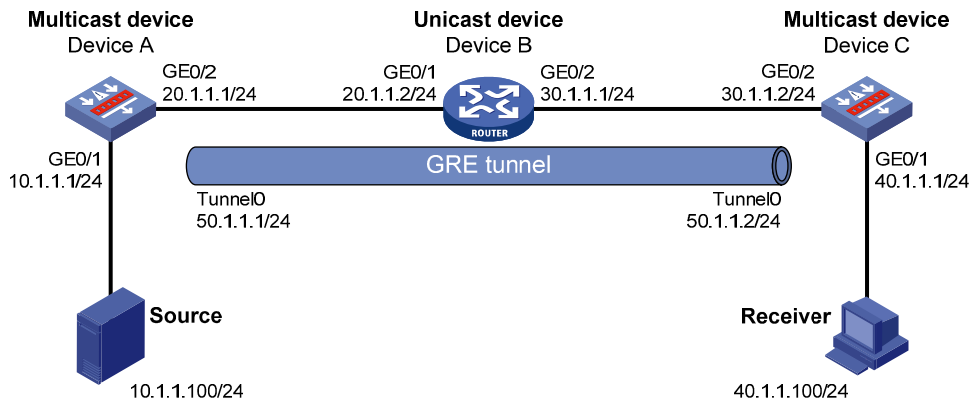 Multicast device
Device A
Unicast device
Device B
Multicast device
Device C
GE0/2
20.1.1.1/24
GE0/1
20.1.1.2/24
GE0/2
30.1.1.1/24
GE0/2
30.1.1.2/24
ROUTER
GE0/1
10.1.1.1/24
GRE tunnel
GE0/1
40.1.1.1/24
Tunnel0
50.1.1.1/24
Tunnel0
50.1.1.2/24
Source
Receiver
10.1.1.100/24
40.1.1.100/24